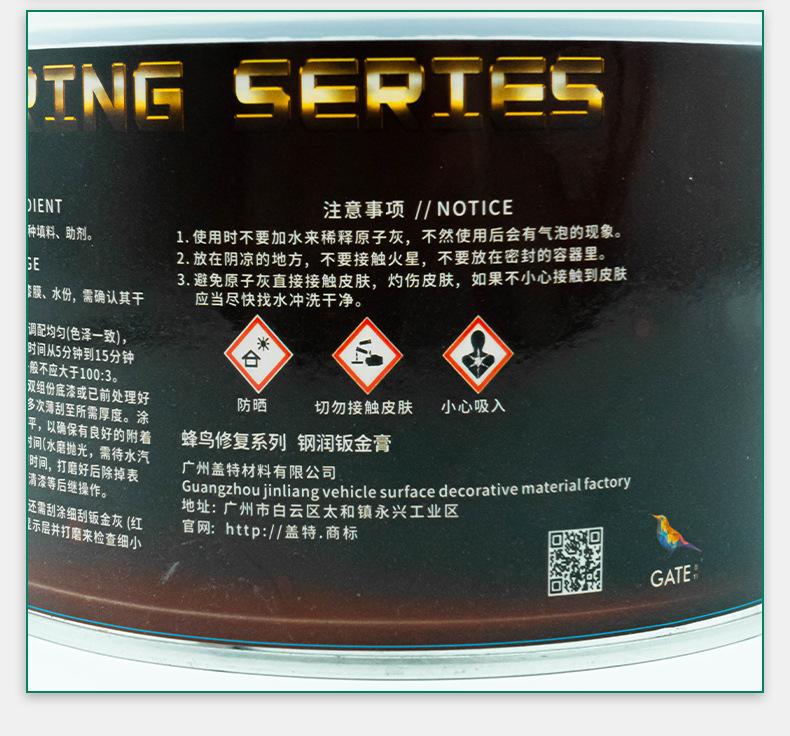 RING SERIES
DIENT
种填料、助剂。
GE
漆膜、水份，需确认其干
调配均匀(色泽一致)，
时间从5分钟到15分钟
般不应大于100:3。
双组份底漆或已前处理好
多次薄刮至所需厚度。涂
平，以确保有良好的附着
时间(水磨抛光，需待水汽
时间，打磨好后除掉表
清漆等后继操作。
还需刮涂细刮钣金灰 (红
显示层并打磨来检查细小
注意事项 // NOTICE
1. 使用时不要加水来稀释原子灰，不然使用后会有气泡的现象。
2. 放在阴凉的地方，不要接触火星，不要放在密封的容器里。
3. 避免原子灰直接接触皮肤，灼伤皮肤，如果不小心接触到皮肤
应当尽快找水冲洗干净。
防晒 切勿接触皮肤 小心吸入
蜂鸟修复系列 钢润钣金膏
广州盖特材料有限公司
Guangzhou jinliang vehicle surface decorative material factory
地址: 广州市白云区太和镇永兴工业区
官网: http://盖特.商标
GATE